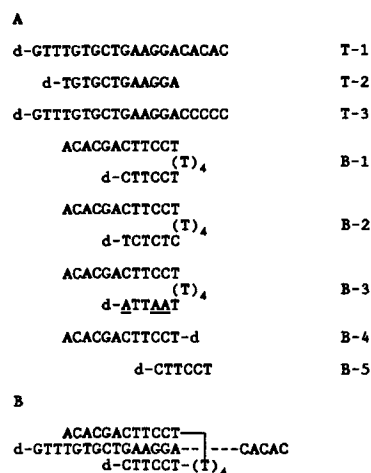 A
d-GTTTGTGCTGAAGGACACAC T-1
d-TGTGCTGAAGGA T-2
d-GTTTGTGCTGAAGGACCCCC T-3
ACACGACTTCCT
(T)4 B-1
d-CTTCCT
ACACGACTTCCT
(T)4 B-2
d-TCTCTC
ACACGACTTCCT
(T)4 B-3
d-ATTAAT
ACACGACTTCCT-d B-4
d-CTTCCT B-5
B
ACACGACTTCCT
d-GTTTGTGCTGAAGGA-- ---CACAC
d-CTTCCT-(T)4